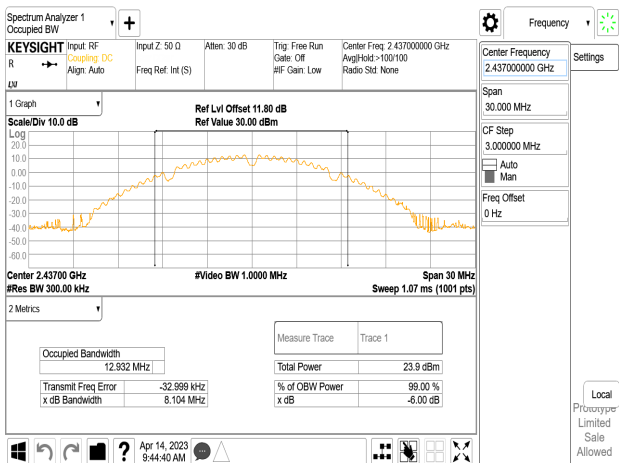 Spectrum Analyzer 1
Occupied BW
Frequency
KEYSIGHT
R
LXI
Input: RF
Coupling: DC
Align: Auto
Input Z: 50 Ω
Freq Ref: Int (S)
Atten: 30 dB
Trig: Free Run
Gate: Off
#IF Gain: Low
Center Freq: 2.437000000 GHz
Avg|Hold:>100/100
Radio Std: None
Center Frequency
2.437000000 GHz
Settings
Span
30.000 MHz
CF Step
3.000000 MHz
Auto
Man
Freq Offset
0 Hz
1 Graph
Scale/Div 10.0 dB
Ref Lvl Offset 11.80 dB
Ref Value 30.00 dBm
Log
20.0
10.0
0.00
-10.0
-20.0
-30.0
-40.0
-50.0
-60.0
Center 2.43700 GHz
#Video BW 1.0000 MHz
Span 30 MHz
#Res BW 300.00 kHz
Sweep 1.07 ms (1001 pts)
2 Metrics
Measure Trace
Trace 1
Occupied Bandwidth
12.932 MHz
Total Power
23.9 dBm
Transmit Freq Error
-32.999 kHz
% of OBW Power
99.00 %
x dB Bandwidth
8.104 MHz
x dB
-6.00 dB
Local
Prototype
Limited
Sale
Allowed
?
Apr 14, 2023
9:44:40 AM